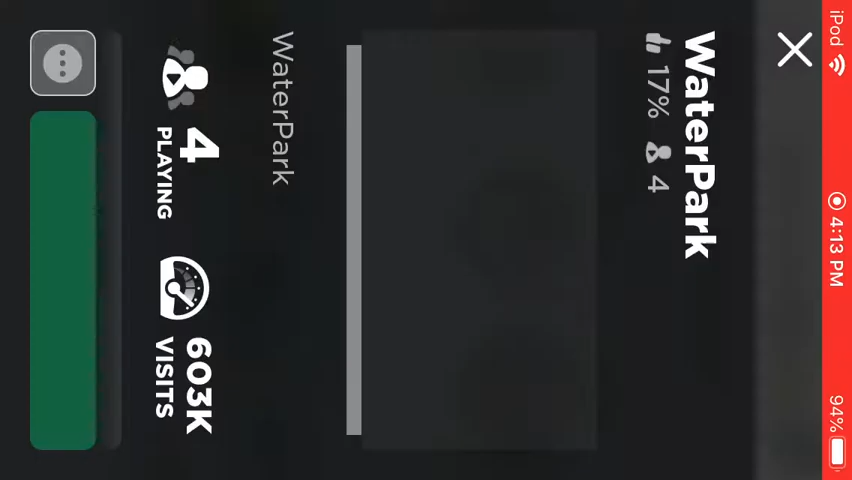 iPod 4:13 PM 94%
WaterPark
17% 4
WaterPark
4 603K
PLAYING VISITS